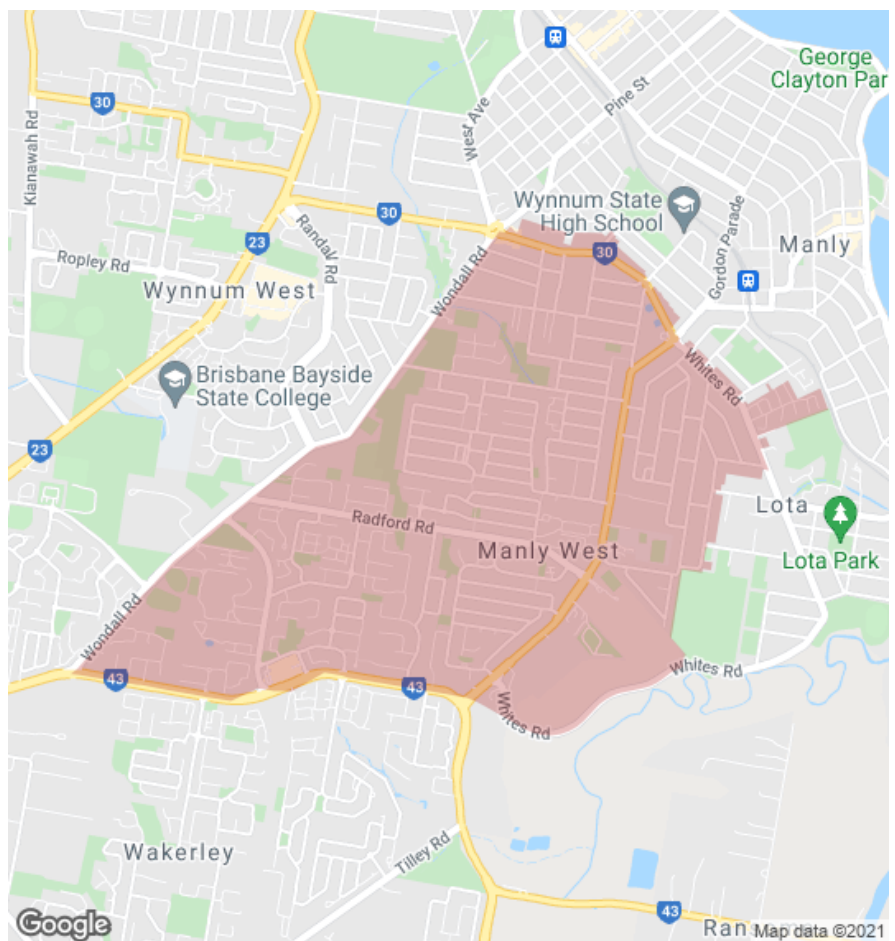 George
Clayton Par
Pine St
West Ave
30
Kianawah Rd
Wynnum State
High School
30
Randall Rd
Gordon Parade
Manly
23
30
Ropley Rd
Wondall Rd
Wynnum West
Whites Rd
Brisbane Bayside
State College
23
Lota
Radford Rd
Manly West
Lota Park
Wondall Rd
Whites Rd
43
43
Whites Rd
Wakerley
Tilley Rd
43
Google
Map data ©2021